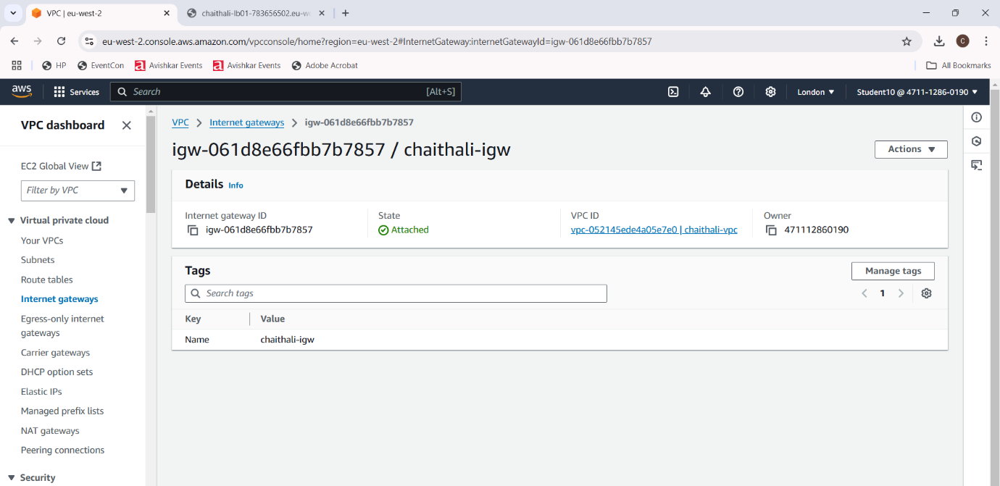 VPC | eu-west-2
chaithali-lb01-783656502.eu-w
eu-west-2.console.aws.amazon.com/vpcconsole/home?region=eu-west-2#InternetGateway:internetGatewayId=igw-061d8e66fbb7b7857
C
HP
EventCon
Avishkar Events
Avishkar Events
Adobe Acrobat
All Bookmarks
aws
Services
Search
[Alt+S]
London
Student10 @ 4711-1286-0190
VPC dashboard
EC2 Global View
Filter by VPC
Virtual private cloud
Your VPCs
Subnets
Route tables
Internet gateways
Egress-only internet
gateways
Carrier gateways
DHCP option sets
Elastic IPs
Managed prefix lists
NAT gateways
Peering connections
Security
VPC
Internet gateways
igw-061d8e66fbb7b7857
igw-061d8e66fbb7b7857 / chaithali-igw
Actions
Details Info
Internet gateway ID
igw-061d8e66fbb7b7857
State
Attached
VPC ID
vpc-052145ede4a05e7e0 | chaithali-vpc
Owner
471112860190
Tags
Manage tags
Search tags
1
Key
Value
Name
chaithali-igw